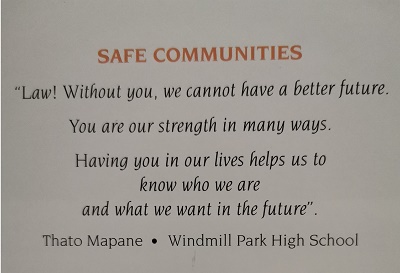 SAFE COMMUNITIES
“Law! Without you, we cannot have a better future.
You are our strength in many ways.
Having you in our lives helps us to
know who we are
and what we want in the future”.
Thato Mapane • Windmill Park High School